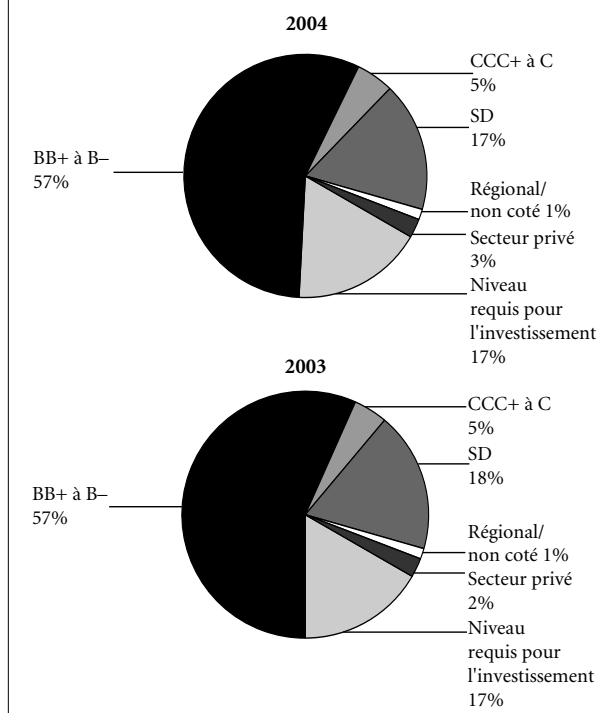 2004
CCC+ à C
5%
SD
17%
BB+ à B–
57%
Régional/
non coté 1%
Secteur privé
3%
Niveau
requis pour
l'investissement
17%
2003
CCC+ à C
5%
SD
18%
BB+ à B–
57%
Régional/
non coté 1%
Secteur privé
2%
Niveau
requis pour
l'investissement
17%